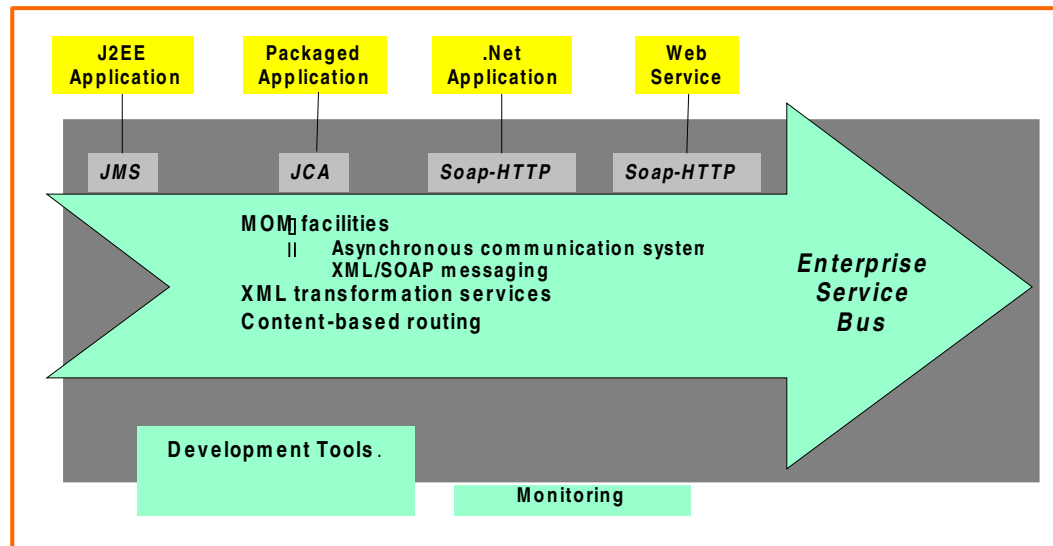 J2EE
Application
Packaged
Application
.Net
Application
Web
Service
JMS
JCA
Soap-HTTP
Soap-HTTP
MOM facilities
Asynchronous communication system
XML/SOAP messaging
XML transformation services
Content-based routing
Enterprise
Service
Bus
Development Tools.
Monitoring